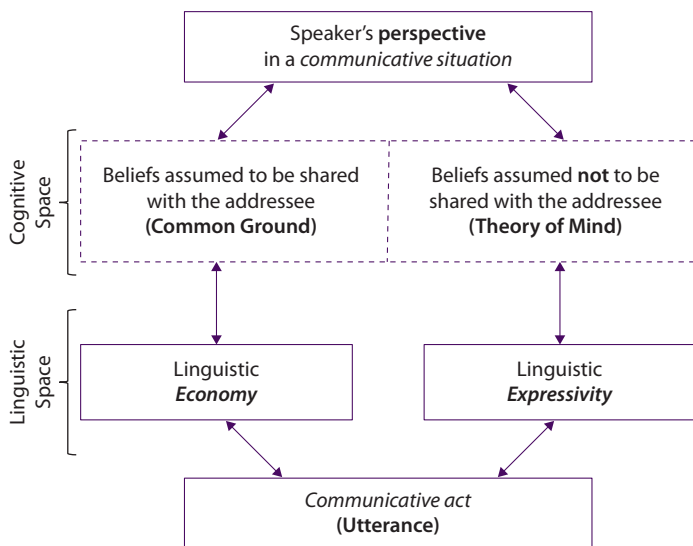 Speaker's perspective
in a communicative situation
Cognitive
Space
Beliefs assumed to be shared
with the addressee
(Common Ground)
Beliefs assumed not to be
shared with the addressee
(Theory of Mind)
Linguistic
Space
Linguistic
Economy
Linguistic
Expressivity
Communicative act
(Utterance)